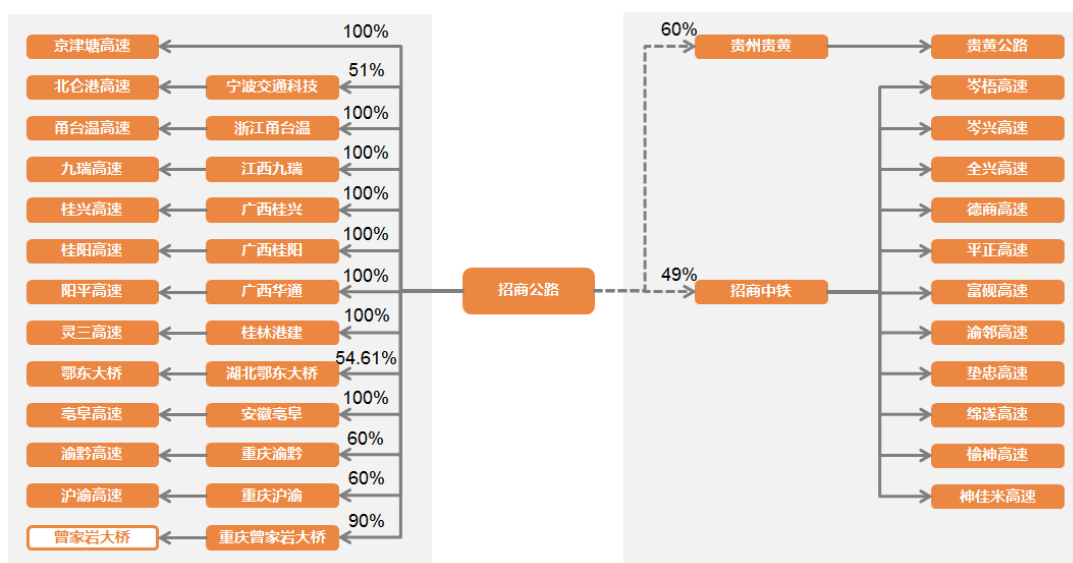 100%
京津塘高速
51%
北仑港高速 宁波交通科技
100%
甬台温高速 浙江甬台温
100%
九瑞高速 江西九瑞
100%
桂兴高速 广西桂兴
100%
桂阳高速 广西桂阳
100%
阳平高速 广西华通
100%
灵三高速 桂林港建
54.61%
鄂东大桥 湖北鄂东大桥
100%
亳阜高速 安徽亳阜
60%
渝黔高速 重庆渝黔
60%
沪渝高速 重庆沪渝
90%
曾家岩大桥 重庆曾家岩大桥
招商公路
60%
贵州贵黄 贵黄公路
49%
招商中铁
岑梧高速
岑兴高速
全兴高速
德商高速
平正高速
富砚高速
渝邻高速
垫忠高速
绵遂高速
榆神高速
神佳米高速